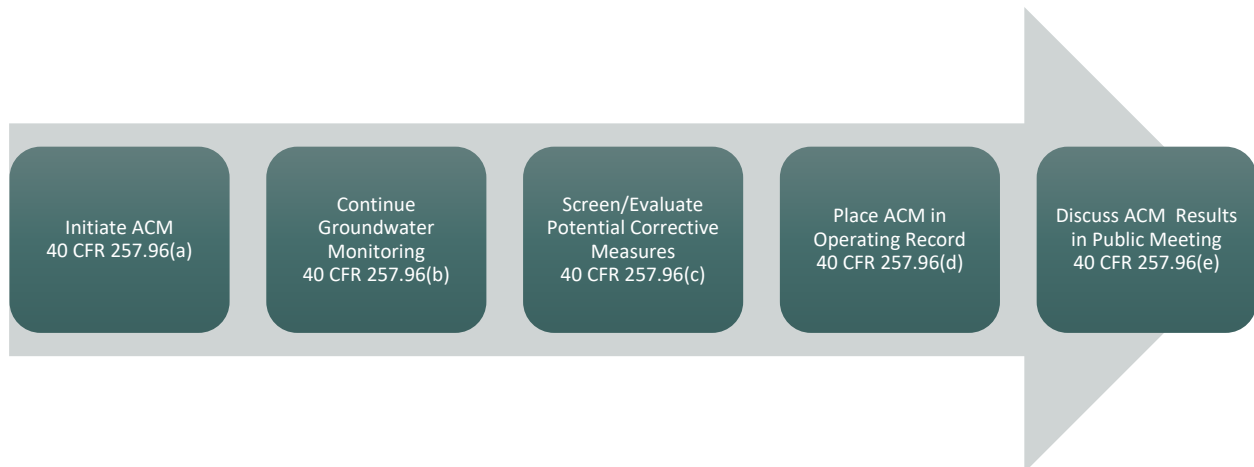 Initiate ACM
40 CFR 257.96(a)
Continue
Groundwater
Monitoring
40 CFR 257.96(b)
Screen/Evaluate
Potential Corrective
Measures
40 CFR 257.96(c)
Place ACM in
Operating Record
40 CFR 257.96(d)
Discuss ACM  Results
in Public Meeting
40 CFR 257.96(e)